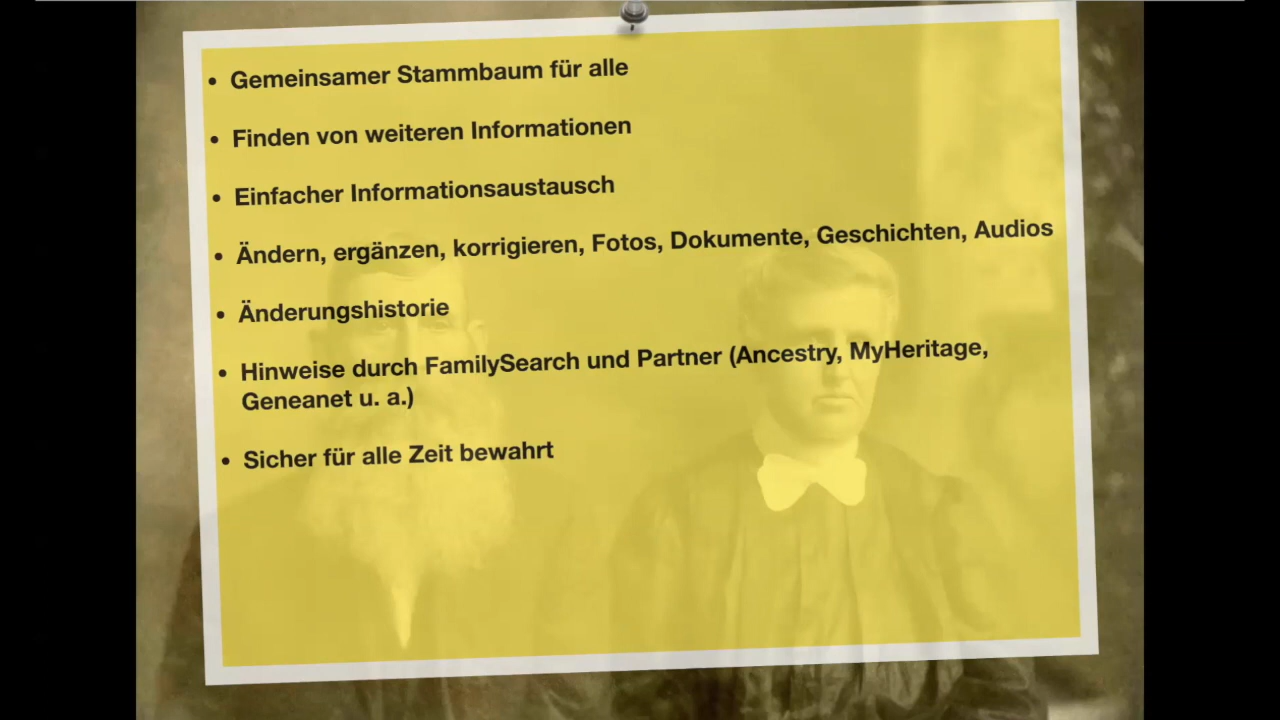 • Gemeinsamer Stammbaum für alle
• Finden von weiteren Informationen
• Einfacher Informationsaustausch
• Ändern, ergänzen, korrigieren, Fotos, Dokumente, Geschichten, Audios
• Änderungshistorie
• Hinweise durch FamilySearch und Partner (Ancestry, MyHeritage,
Geneanet u. a.)
• Sicher für alle Zeit bewahrt